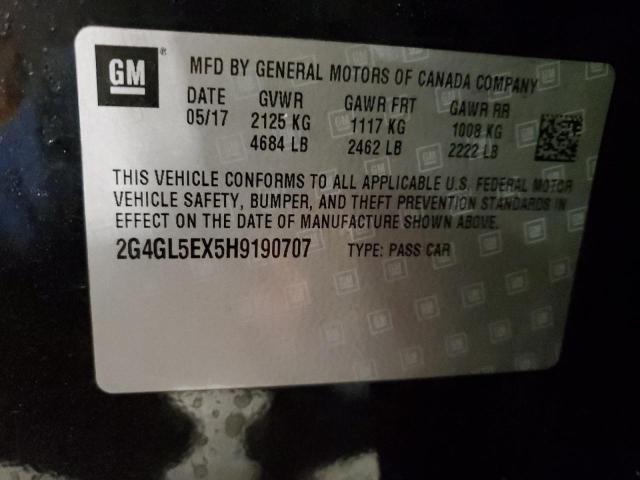 GM ®
MFD BY GENERAL MOTORS OF CANADA COMPANY
DATE GVWR GAWR FRT GAWR RR
05/17 2125 KG 1117 KG 1008 KG
4684 LB 2462 LB 2222 LB
THIS VEHICLE CONFORMS TO ALL APPLICABLE U.S. FEDERAL MOTOR
VEHICLE SAFETY, BUMPER, AND THEFT PREVENTION STANDARDS IN
EFFECT ON THE DATE OF MANUFACTURE SHOWN ABOVE.
2G4GL5EX5H9190707 TYPE: PASS CAR